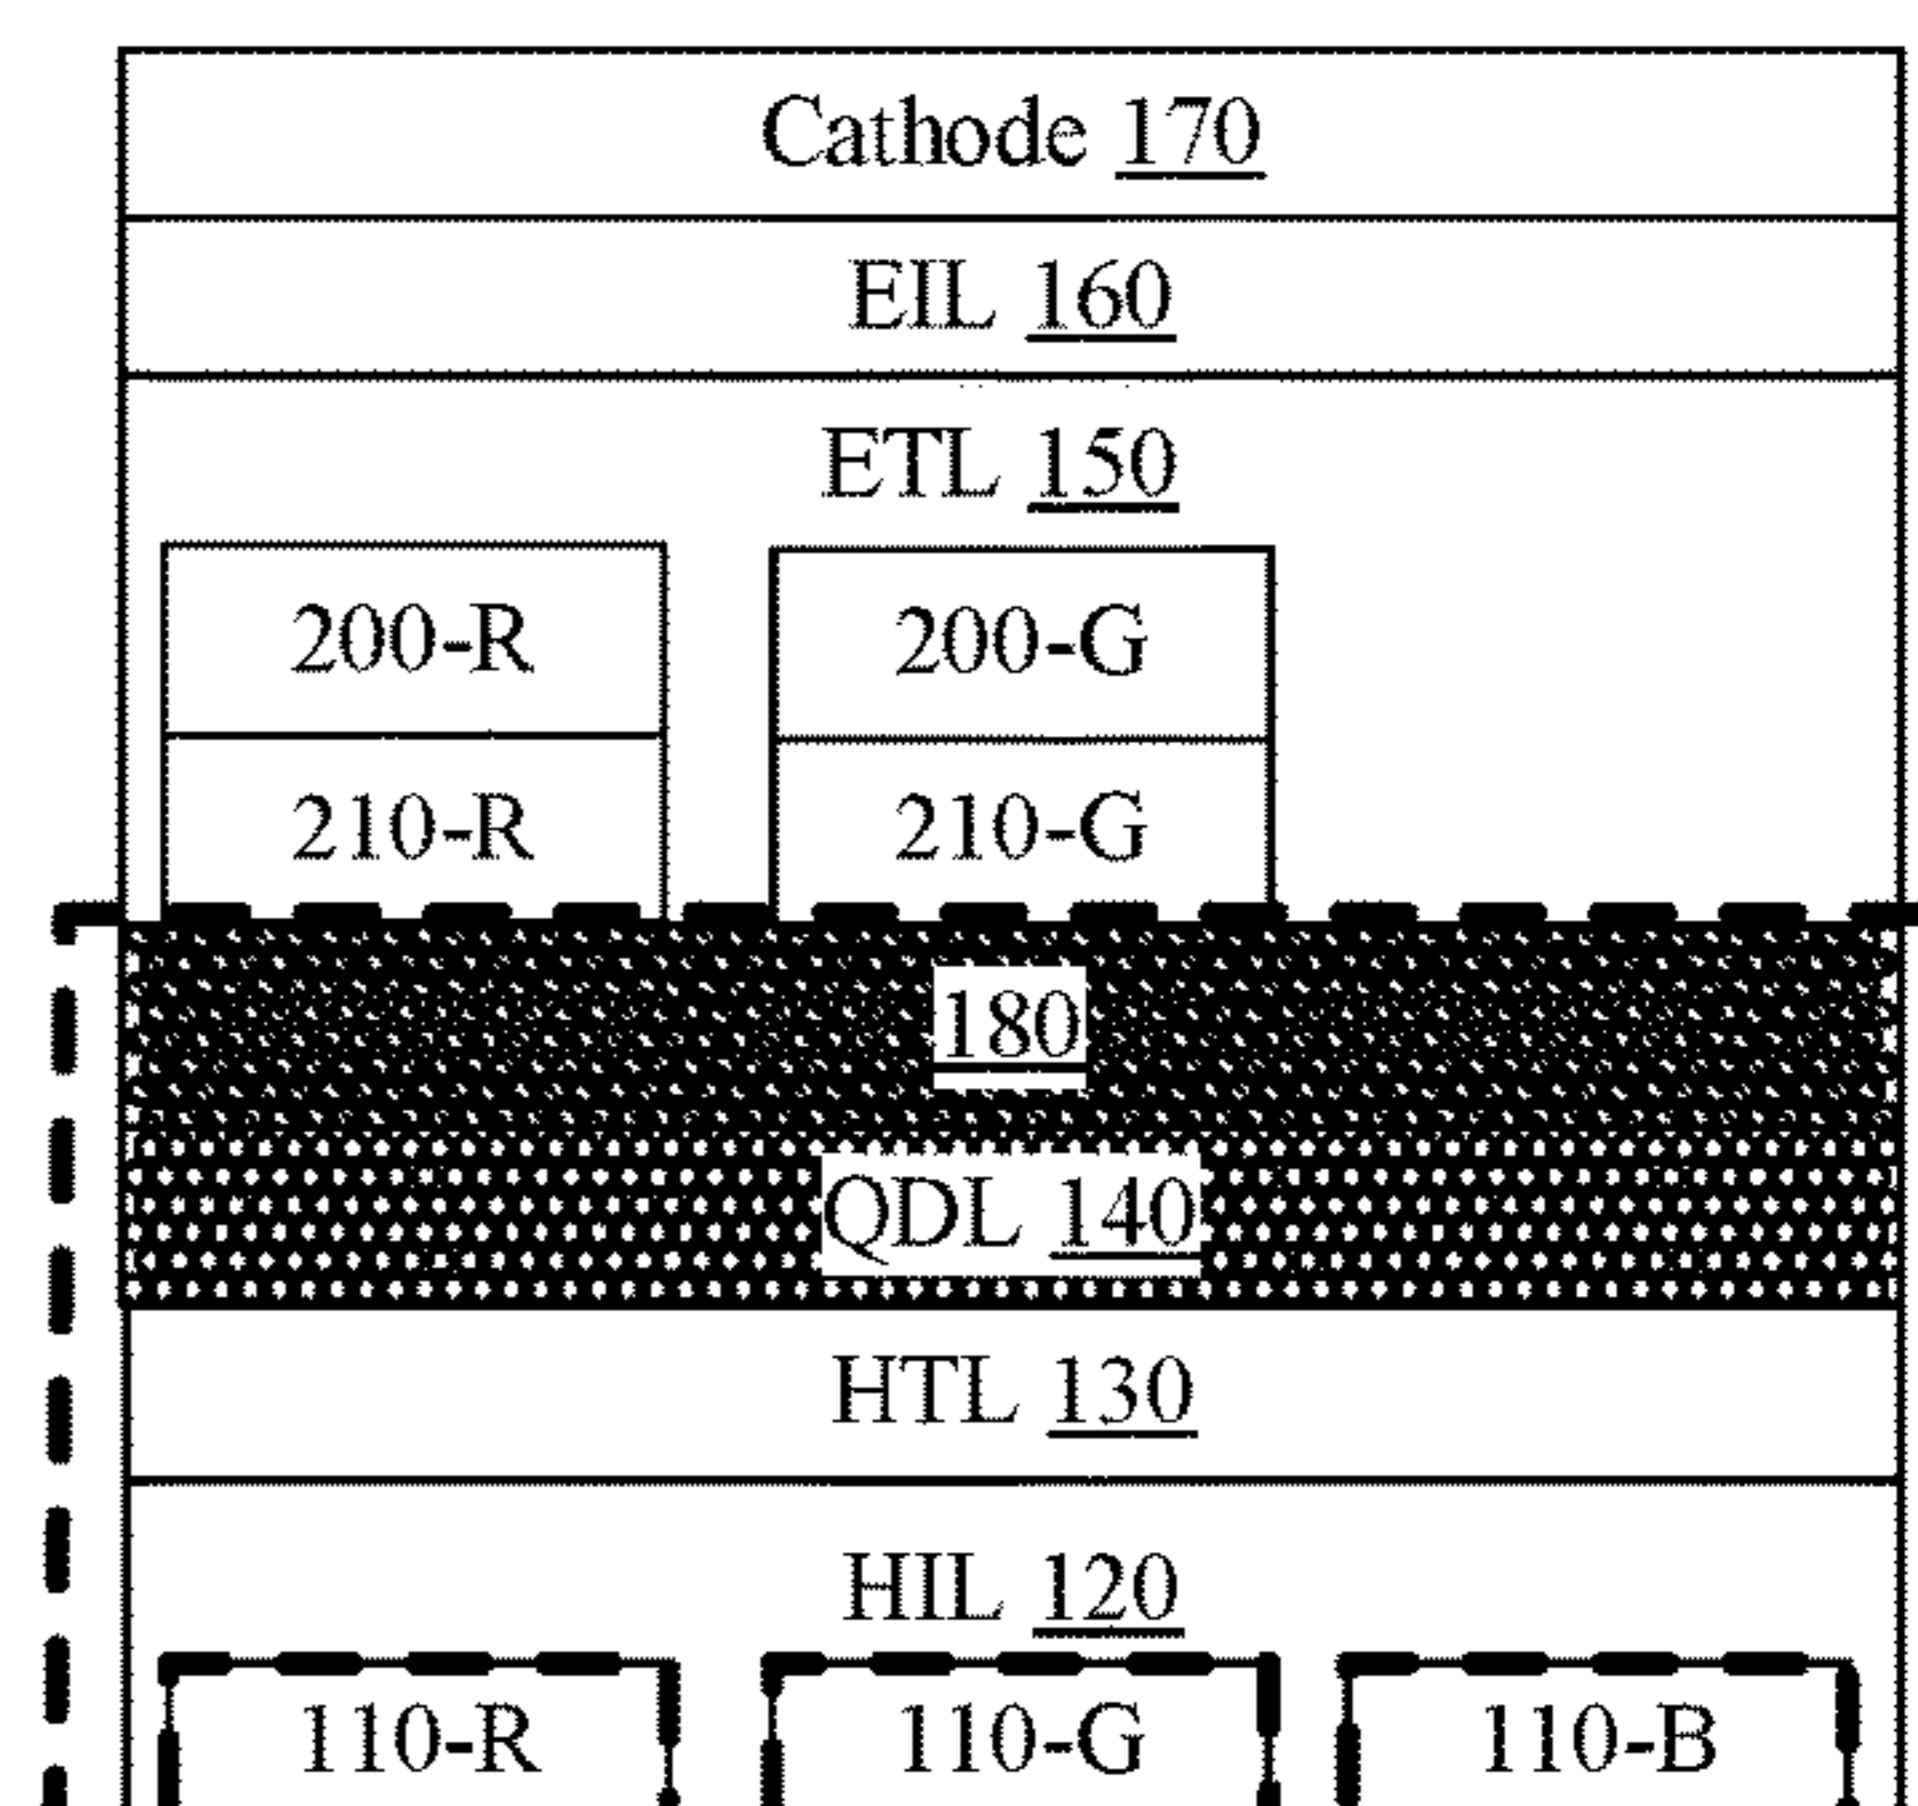 Cathode 170
EIL 160
ETL 150
200-R 200-G
210-R 210-G
180
QDL 140
HTL 130
HIL 120
110-R 110-G 110-B